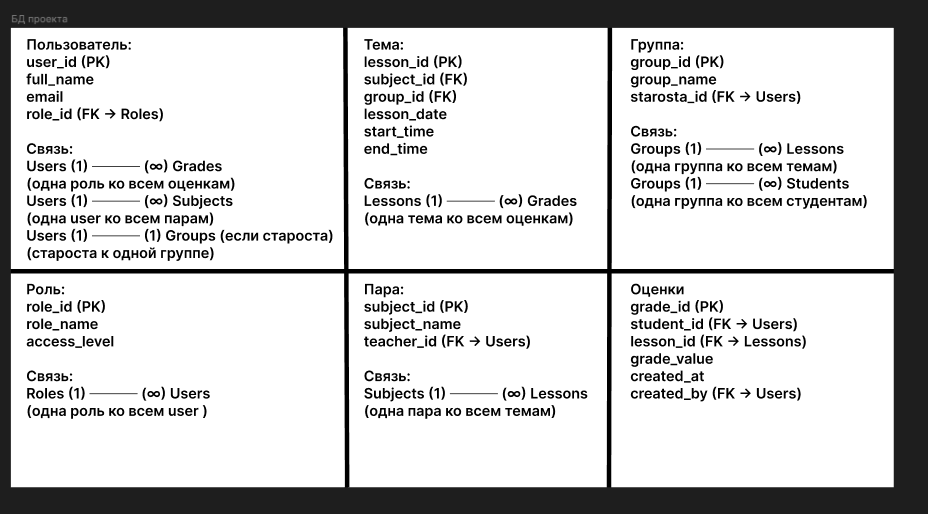 БД проекта
Пользователь:
user_id (PK)
full_name
email
role_id (FK → Roles)
Связь:
Users (1) ——— (∞) Grades
(одна роль ко всем оценкам)
Users (1) ——— (∞) Subjects
(одна user ко всем парам)
Users (1) ——— (1) Groups (если староста)
(староста к одной группе)
Тема:
lesson_id (PK)
subject_id (FK)
group_id (FK)
lesson_date
start_time
end_time
Связь:
Lessons (1) ——— (∞) Grades
(одна тема ко всем оценкам)
Группа:
group_id (PK)
group_name
starosta_id (FK → Users)
Связь:
Groups (1) ——— (∞) Lessons
(одна группа ко всем темам)
Groups (1) ——— (∞) Students
(одна группа ко всем студентам)
Роль:
role_id (PK)
role_name
access_level
Связь:
Roles (1) ——— (∞) Users
(одна роль ко всем user )
Пара:
subject_id (PK)
subject_name
teacher_id (FK → Users)
Связь:
Subjects (1) ——— (∞) Lessons
(одна пара ко всем темам)
Оценки
grade_id (PK)
student_id (FK → Users)
lesson_id (FK → Lessons)
grade_value
created_at
created_by (FK → Users)